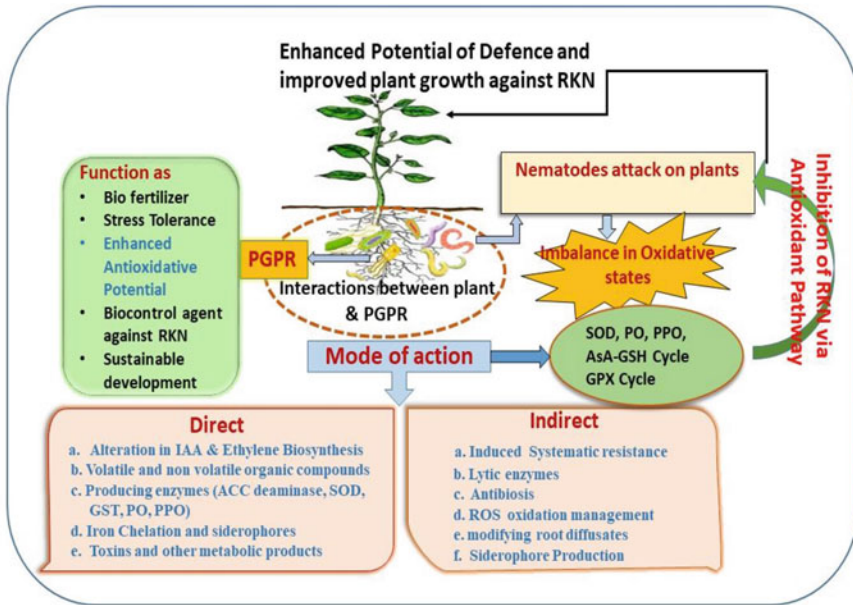 Enhanced Potential of Defence and
improved plant growth against RKN
Function as
• Bio fertilizer
• Stress Tolerance
• Enhanced
Antioxidative
Potential
• Biocontrol agent
against RKN
• Sustainable
development
PGPR
Interactions between plant
& PGPR
Nematodes attack on plants
Imbalance in Oxidative
states
Inhibition of RKN via
Antioxidant Pathway
SOD, PO, PPO,
AsA-GSH Cycle
GPX Cycle
Mode of action
Direct
a. Alteration in IAA & Ethylene Biosynthesis
b. Volatile and non volatile organic compounds
c. Producing enzymes (ACC deaminase, SOD,
GST, PO, PPO)
d. Iron Chelation and siderophores
e. Toxins and other metabolic products
Indirect
a. Induced Systematic resistance
b. Lytic enzymes
c. Antibiosis
d. ROS oxidation management
e. modifying root diffusates
f. Siderophore Production